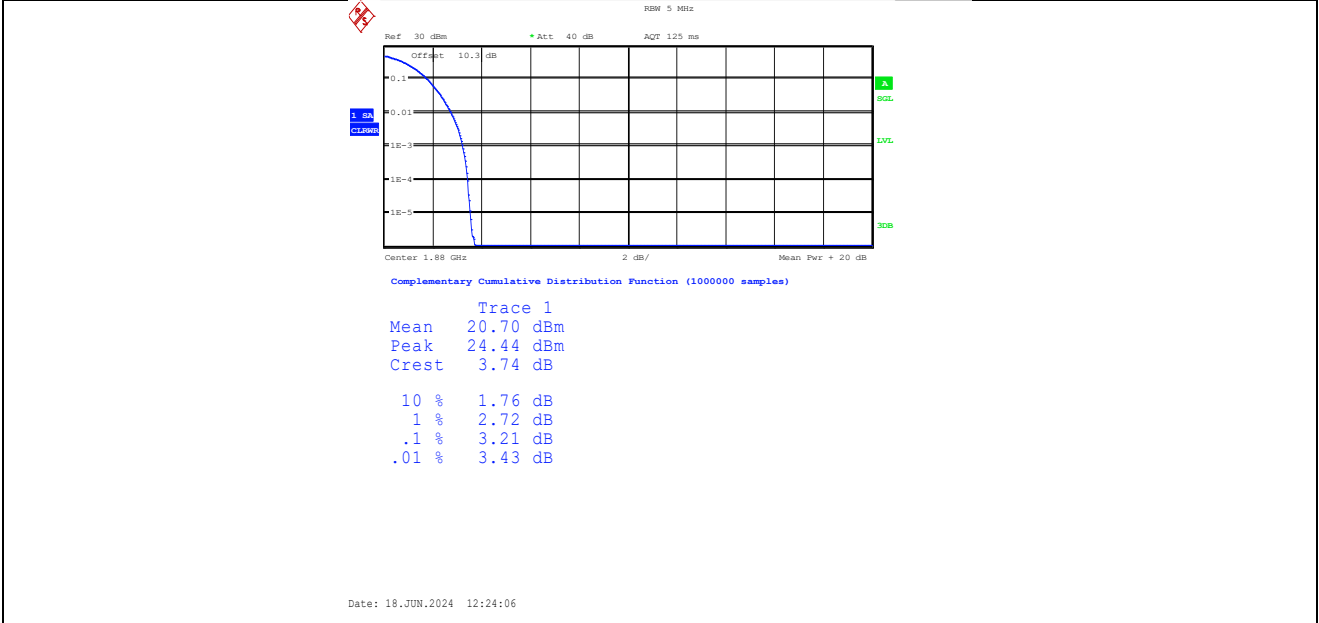 R S
RBW 5 MHz
Ref 30 dBm *Att 40 dB AQT 125 ms
Offset 10.3 dB
0.1
A
SGL
0.01
1 SA
CLRWR
LVL
1E-3
1E-4
1E-5
3DB
Center 1.88 GHz 2 dB/ Mean Pwr + 20 dB
Complementary Cumulative Distribution Function (1000000 samples)
Trace 1
Mean 20.70 dBm
Peak 24.44 dBm
Crest 3.74 dB
10 % 1.76 dB
1 % 2.72 dB
.1 % 3.21 dB
.01 % 3.43 dB
Date: 18.JUN.2024 12:24:06